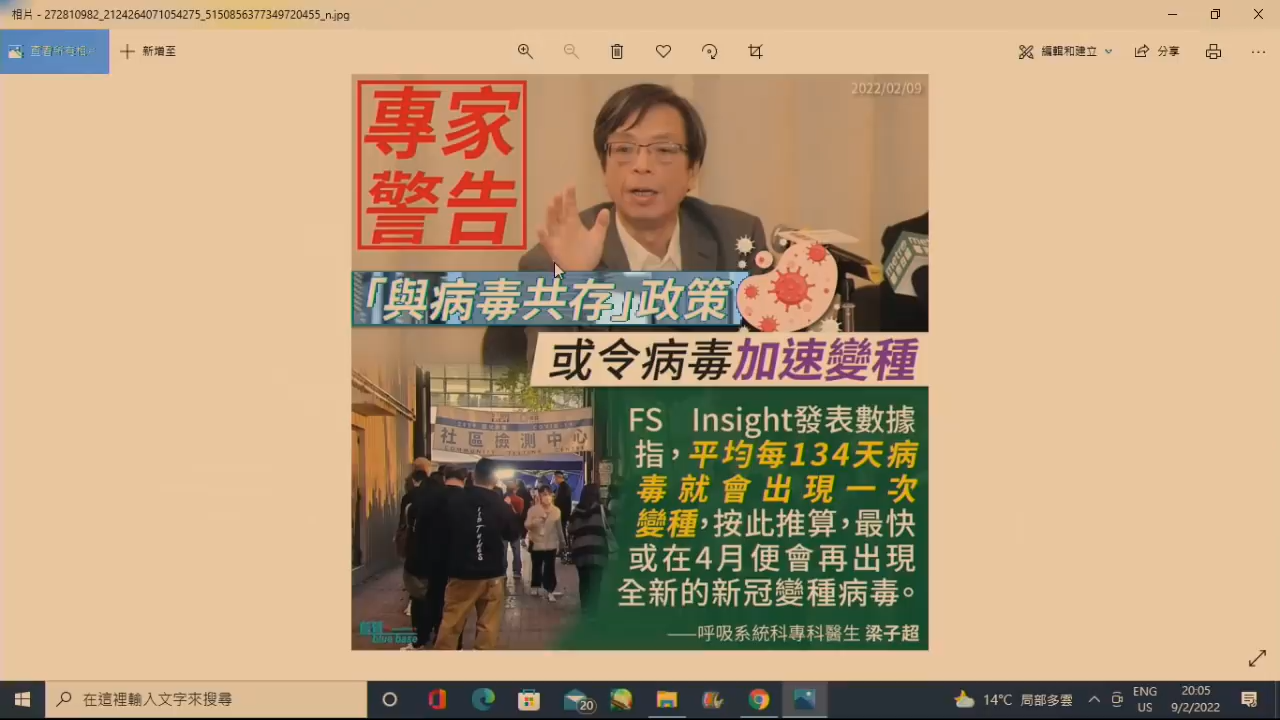 相片 - 272810982_2124264071054275_5150856377349720455_n.jpg
查看所有相片
新增至
編輯和建立
分享
2022/02/09
專家
警告
「與病毒共存」政策
或令病毒加速變種
社區檢測中心
FS Insight發表數據
指，平均每134天病
毒就會出現一次
變種，按此推算，最快
或在4月便會再出現
全新的新冠變種病毒。
——呼吸系統科專科醫生 梁子超
blue base
在這裡輸入文字來搜尋
20
14°C 局部多雲
ENG
US
20:05
9/2/2022